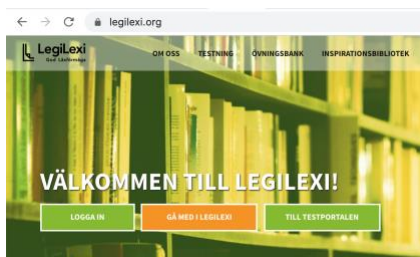 legilexi.org
LegiLexi
God Läsförmåga
OM OSS TESTNING ÖVNINGSBANK INSPIRATIONSBIBLIOTEK
VÄLKOMMEN TILL LEGILEXI!
LOGGA IN GÅ MED I LEGILEXI TILL TESTPORTALEN